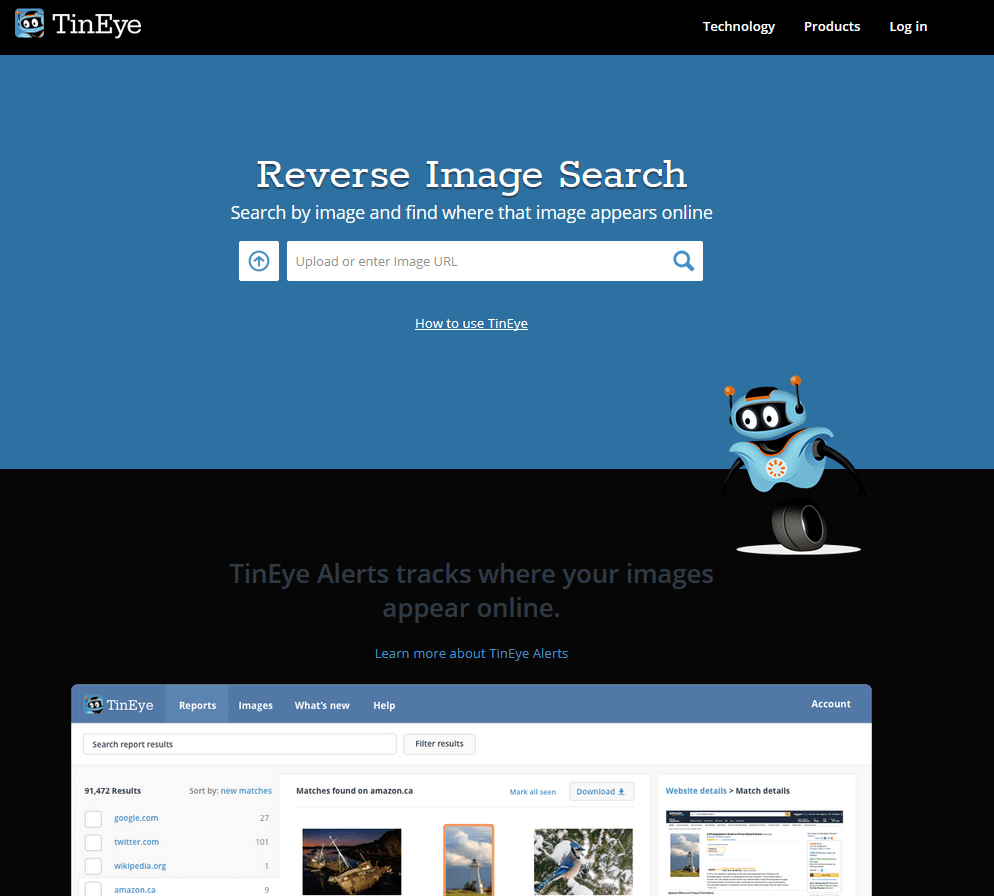 TinEye
Technology
Products
Log in
Reverse Image Search
Search by image and find where that image appears online
Upload or enter Image URL
How to use TinEye
TinEye Alerts tracks where your images
appear online.
Learn more about TinEye Alerts
TinEye
Reports
Images
What's new
Help
Account
Search report results
Filter results
91,472 Results
Sort by: new matches
google.com 27
twitter.com 101
wikipedia.org 1
amazon.ca 9
Matches found on amazon.ca
Mark all seen
Download
Website details > Match details